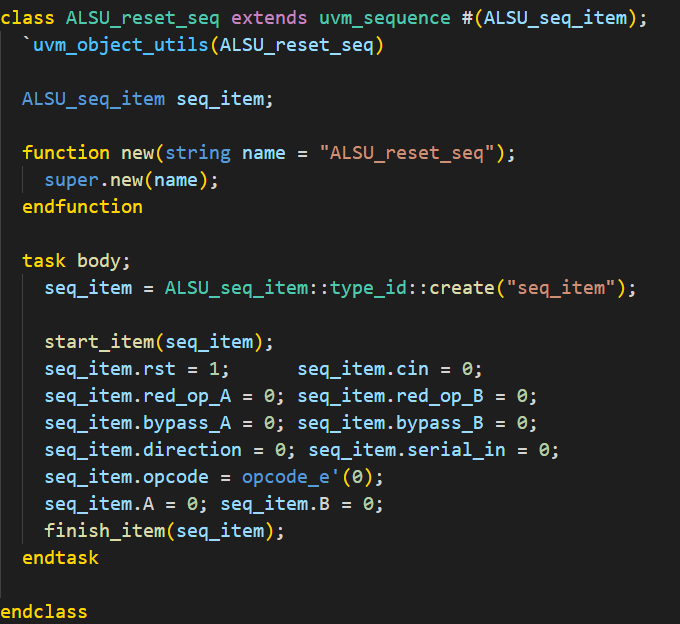 class ALSU_reset_seq extends uvm_sequence #(ALSU_seq_item);
`uvm_object_utils(ALSU_reset_seq)
ALSU_seq_item seq_item;
function new(string name = "ALSU_reset_seq");
super.new(name);
endfunction
task body;
seq_item = ALSU_seq_item::type_id::create("seq_item");
start_item(seq_item);
seq_item.rst = 1;      seq_item.cin = 0;
seq_item.red_op_A = 0; seq_item.red_op_B = 0;
seq_item.bypass_A = 0; seq_item.bypass_B = 0;
seq_item.direction = 0; seq_item.serial_in = 0;
seq_item.opcode = opcode_e'(0);
seq_item.A = 0; seq_item.B = 0;
finish_item(seq_item);
endtask
endclass